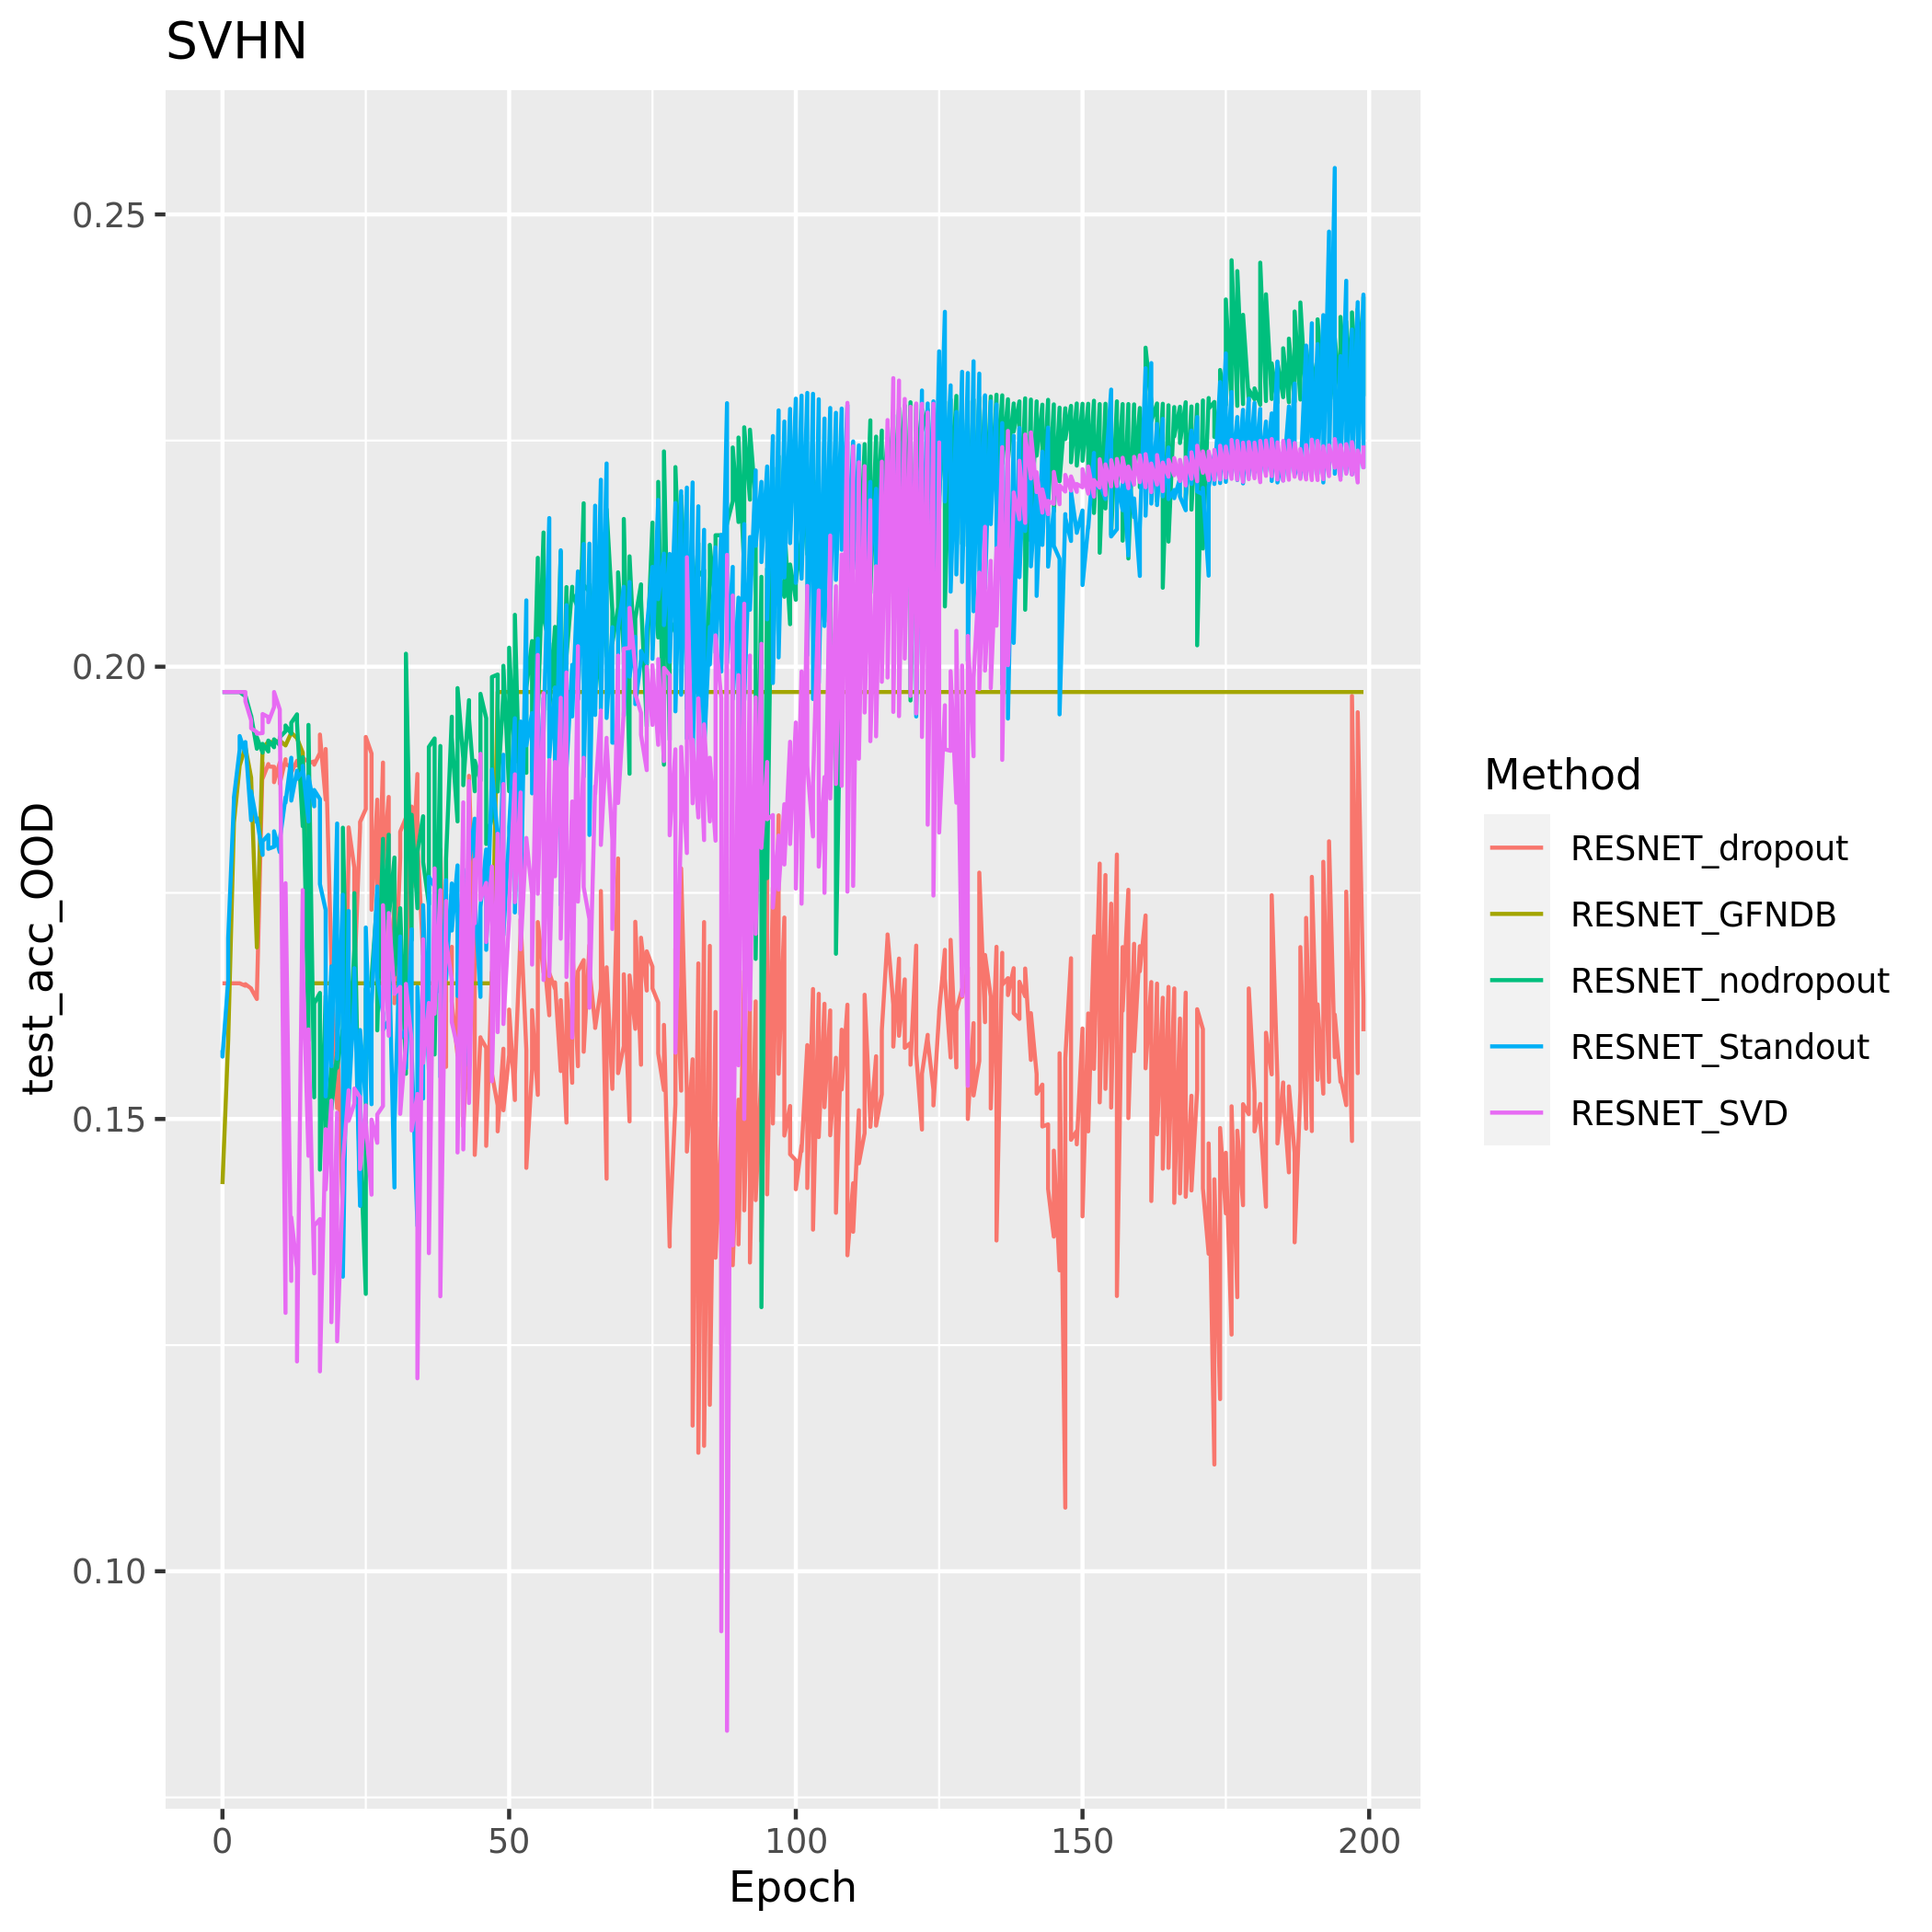 SVHN
0.25
0.20
0.15
0.10
test_acc_OOD
0 50 100 150 200
Epoch
Method
RESNET_dropout
RESNET_GFNDB
RESNET_nodropout
RESNET_Standout
RESNET_SVD